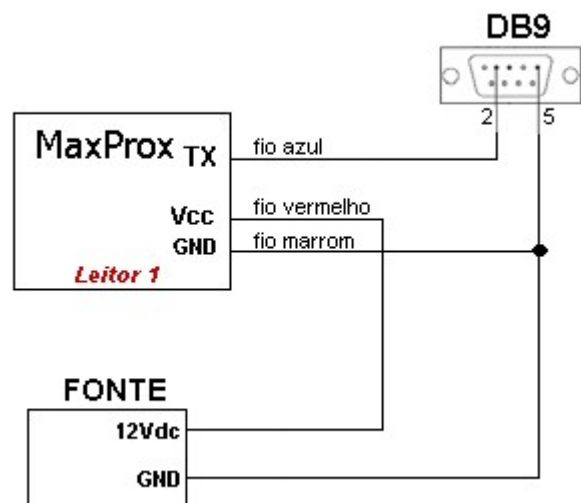 DB9
2 5
MaxProx TX fio azul
Vcc fio vermelho
GND fio marrom
Leitor 1
FONTE
12Vdc
GND